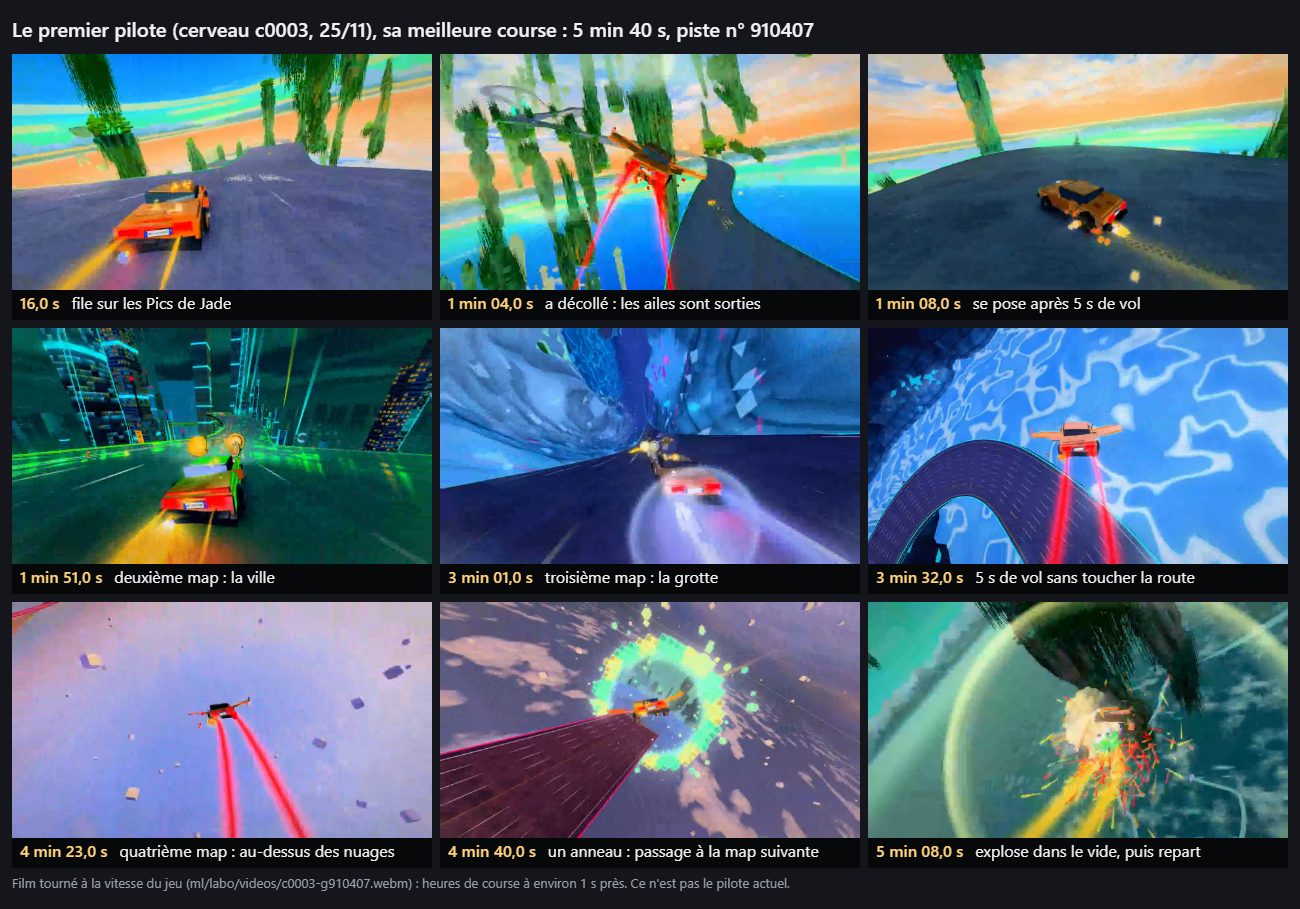 Le premier pilote (cerveau c0003, 25/11), sa meilleure course : 5 min 40 s, piste n° 910407
16,0 s file sur les Pics de Jade
1 min 04,0 s a décollé : les ailes sont sorties
1 min 08,0 s se pose après 5 s de vol
1 min 51,0 s deuxième map : la ville
3 min 01,0 s troisième map : la grotte
3 min 32,0 s 5 s de vol sans toucher la route
4 min 23,0 s quatrième map : au-dessus des nuages
4 min 40,0 s un anneau : passage à la map suivante
5 min 08,0 s explose dans le vide, puis repart
Film tourné à la vitesse du jeu (ml/labo/videos/c0003-g910407.webm) : heures de course à environ 1 s près. Ce n'est pas le pilote actuel.